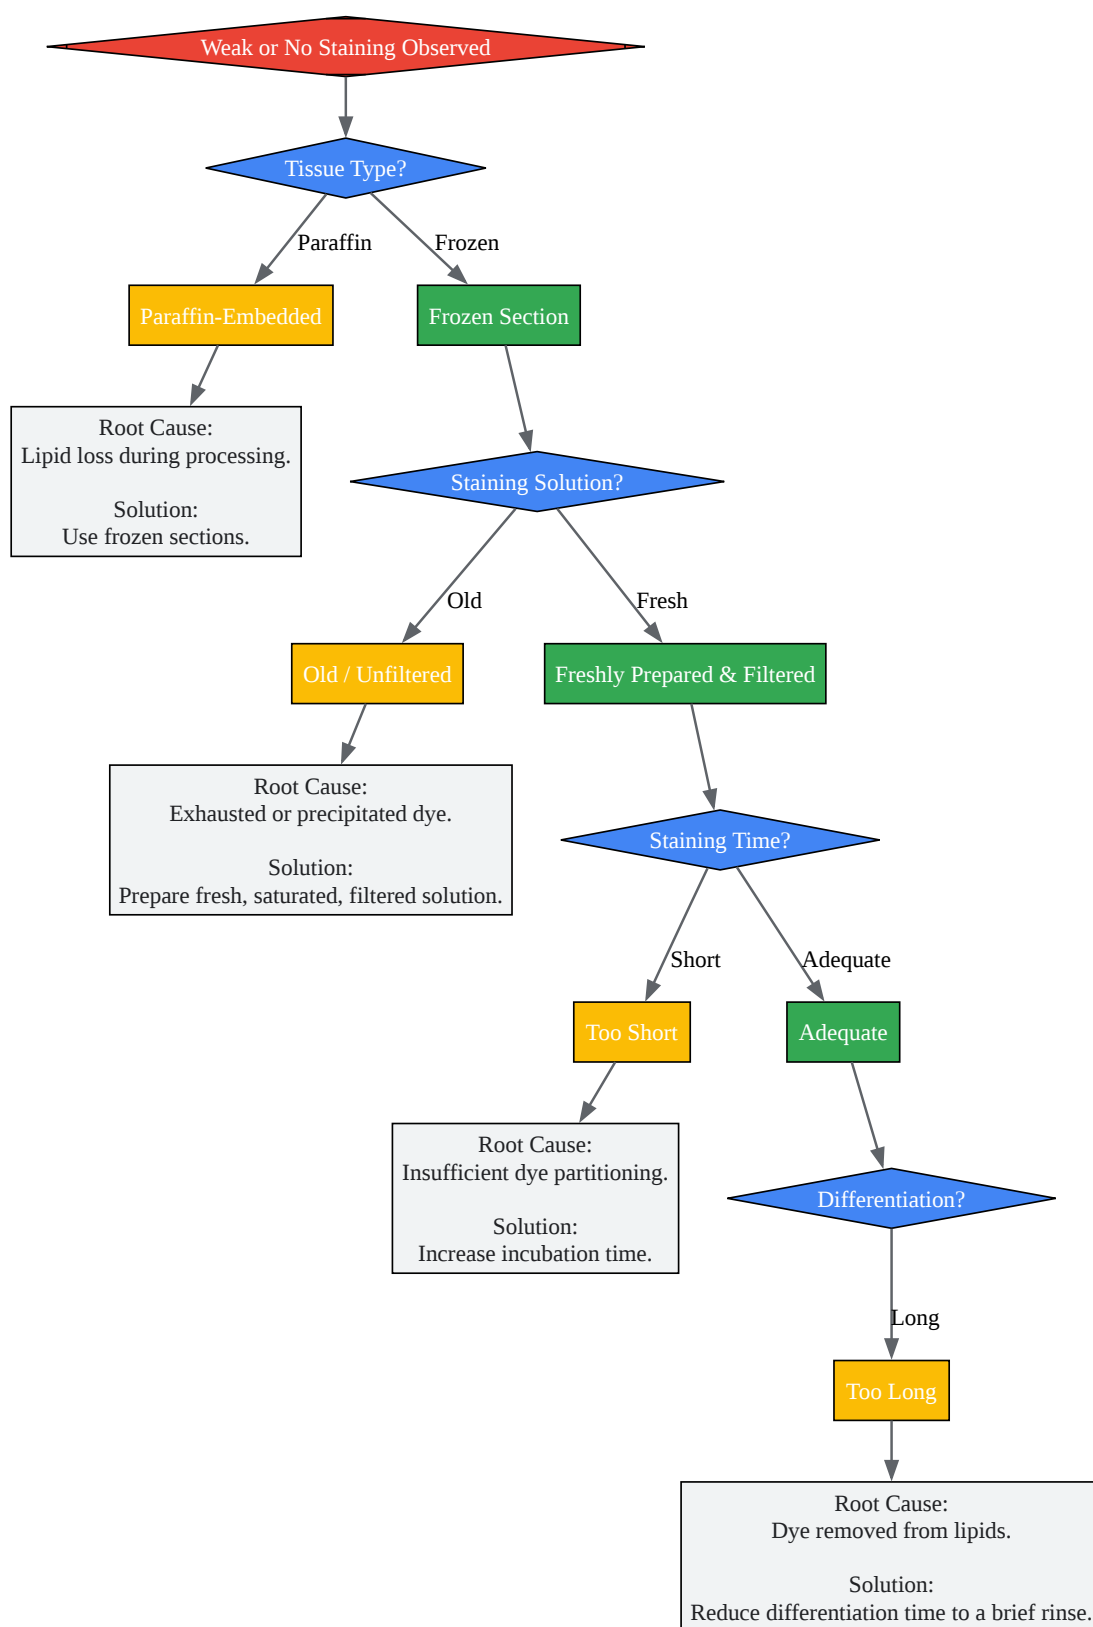 Weak or No Staining Observed
Tissue Type?
Paraffin
Frozen
Paraffin-Embedded
Frozen Section
Root Cause:
Lipid loss during processing.
Solution:
Use frozen sections.
Staining Solution?
Old
Fresh
Old / Unfiltered
Freshly Prepared & Filtered
Root Cause:
Exhausted or precipitated dye.
Solution:
Prepare fresh, saturated, filtered solution.
Staining Time?
Short
Adequate
Too Short
Adequate
Root Cause:
Insufficient dye partitioning.
Solution:
Increase incubation time.
Differentiation?
Long
Too Long
Root Cause:
Dye removed from lipids.
Solution:
Reduce differentiation time to a brief rinse.